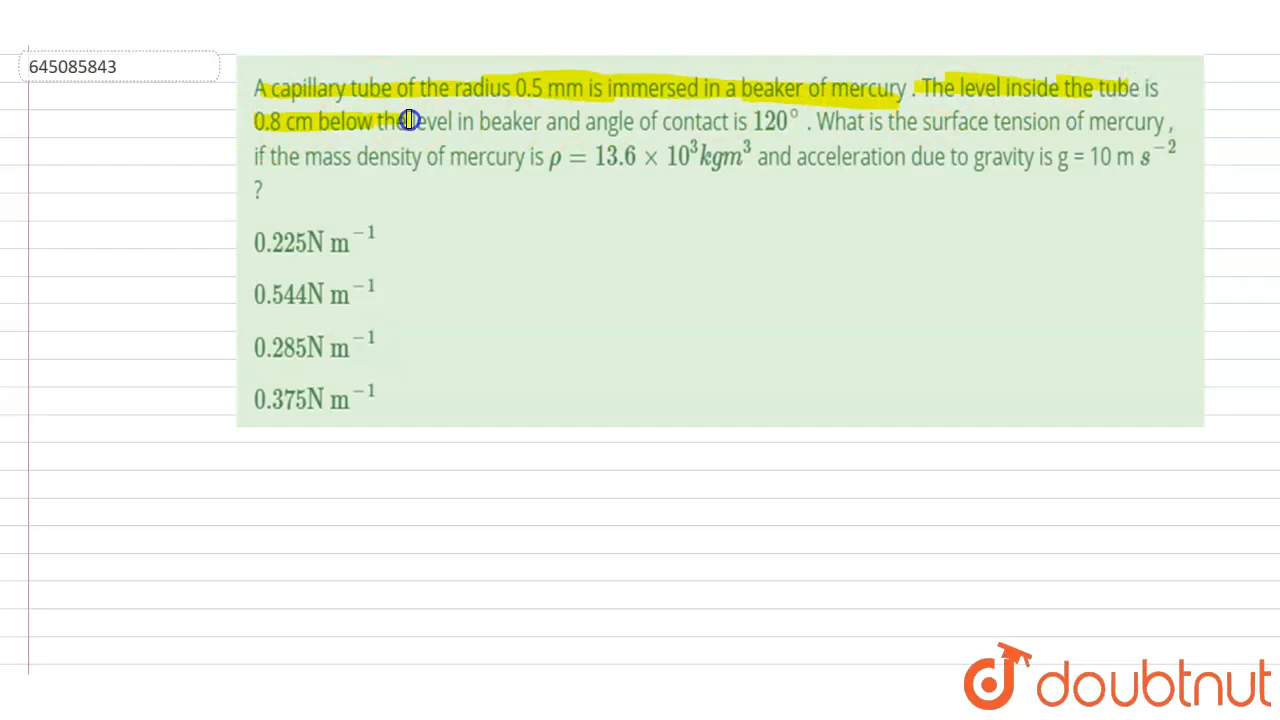 645085843
A capillary tube of the radius 0.5 mm is immersed in a beaker of mercury . The level inside the tube is
0.8 cm below the level in beaker and angle of contact is 120° . What is the surface tension of mercury ,
if the mass density of mercury is ρ = 13.6 × 10³kgm³ and acceleration due to gravity is g = 10 m s⁻²
?
0.225N m⁻¹
0.544N m⁻¹
0.285N m⁻¹
0.375N m⁻¹
doubtnut